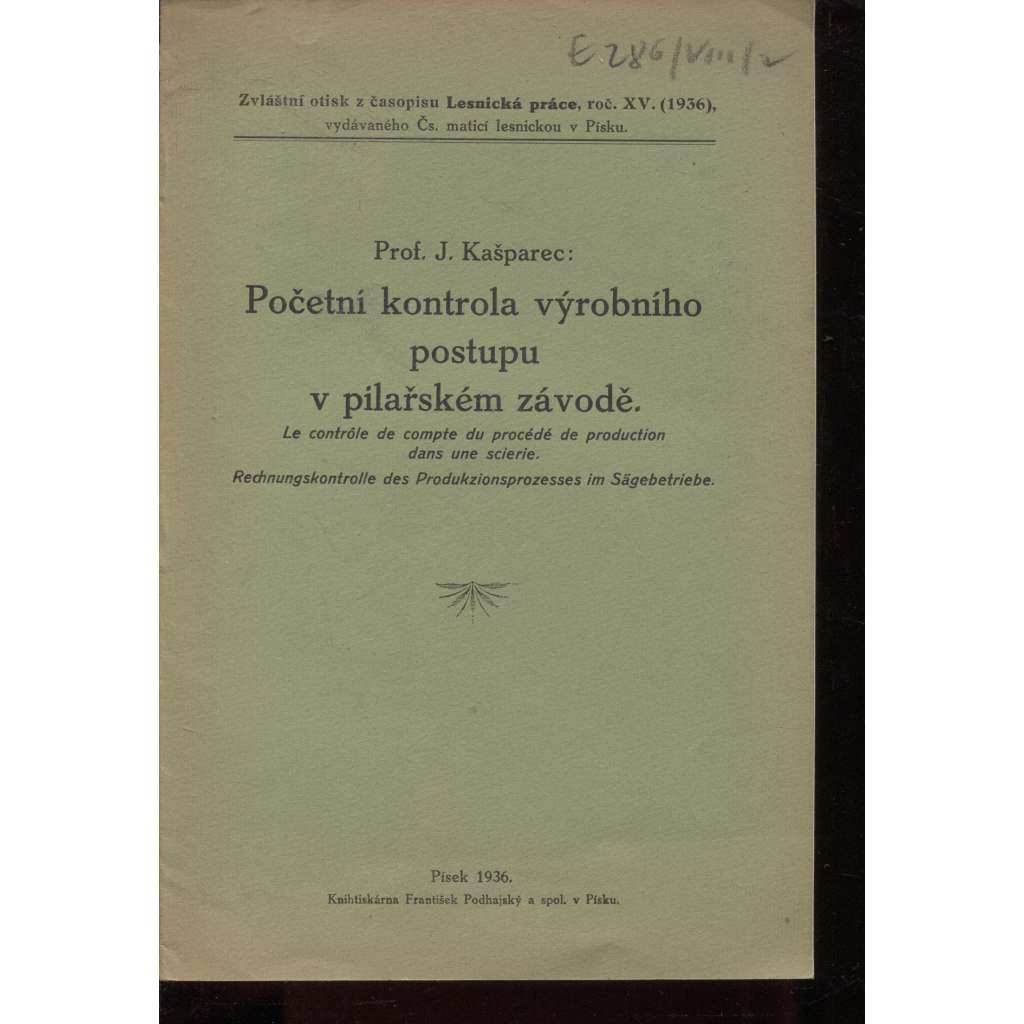 E 286/VIII/2
Zvláštní otisk z časopisu Lesnická práce, roč. XV. (1936),
vydávaného Čs. maticí lesnickou v Písku.
Prof. J. Kašparec:
Početní kontrola výrobního
postupu
v pilařském závodě.
Le contrôle de compte du procédé de production
dans une scierie.
Rechnungskontrolle des Produkzionsprozesses im Sägebetriebe.
Písek 1936.
Knihtiskárna František Podhajský a spol. v Písku.